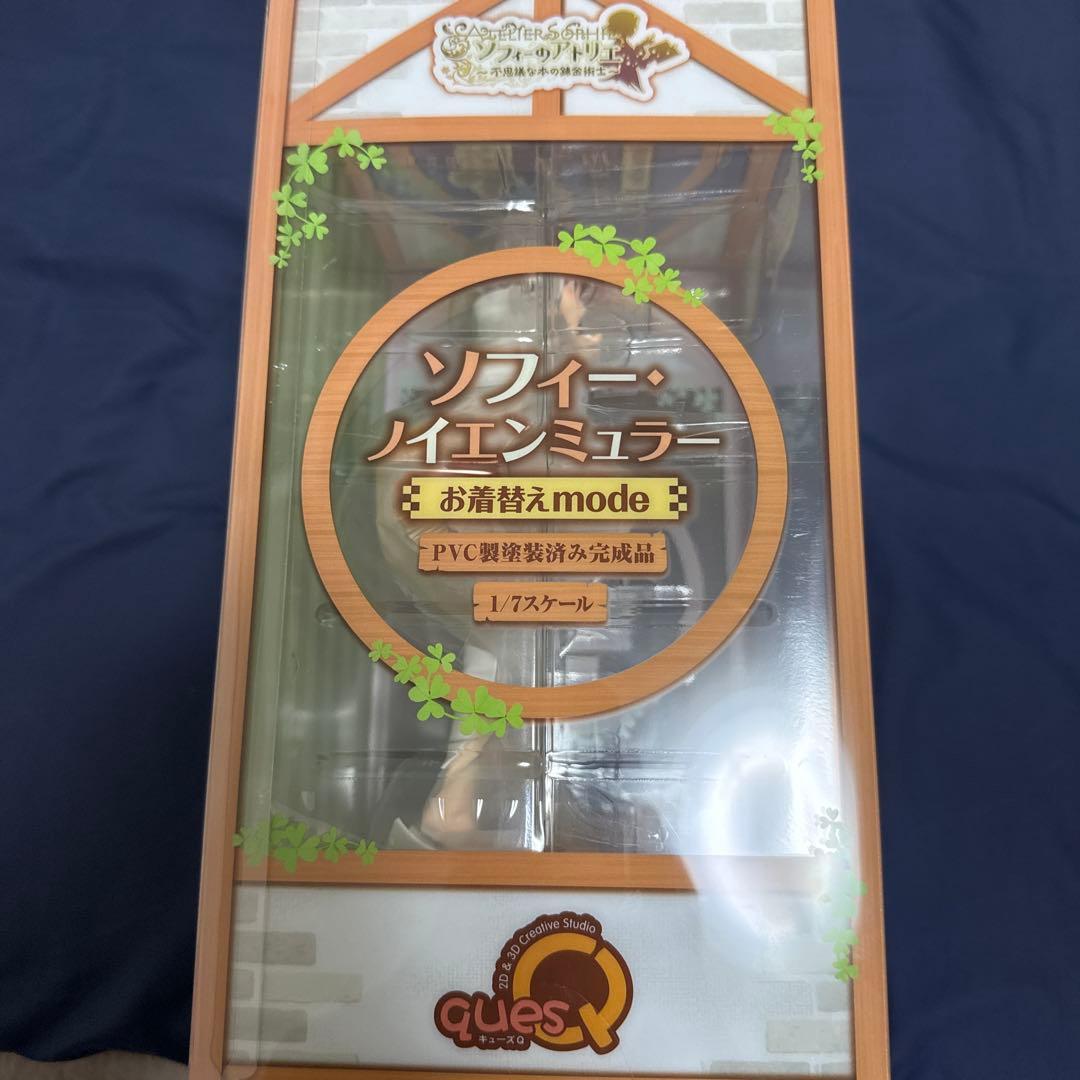 ATELIER SOPHIE
ソフィーのアトリエ
～不思議な本の錬金術士～
ソフィー・
ノイエンミュラー
お着替えmode
PVC製塗装済み完成品
1/7スケール
2D & 3D Creative Studio
quesQ
キューズQ